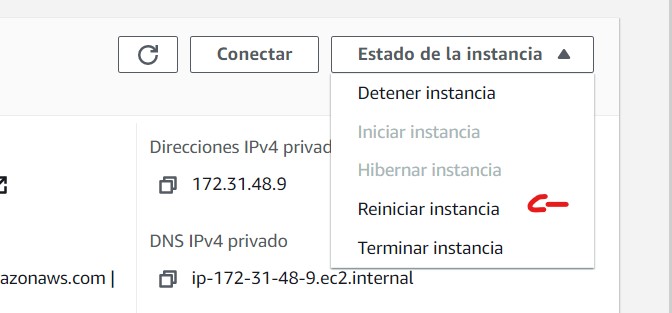 Conectar
Estado de la instancia
Detener instancia
Iniciar instancia
Hibernar instancia
Reiniciar instancia
Terminar instancia
Direcciones IPv4 privad
172.31.48.9
DNS IPv4 privado
azonaws.com |
ip-172-31-48-9.ec2.internal